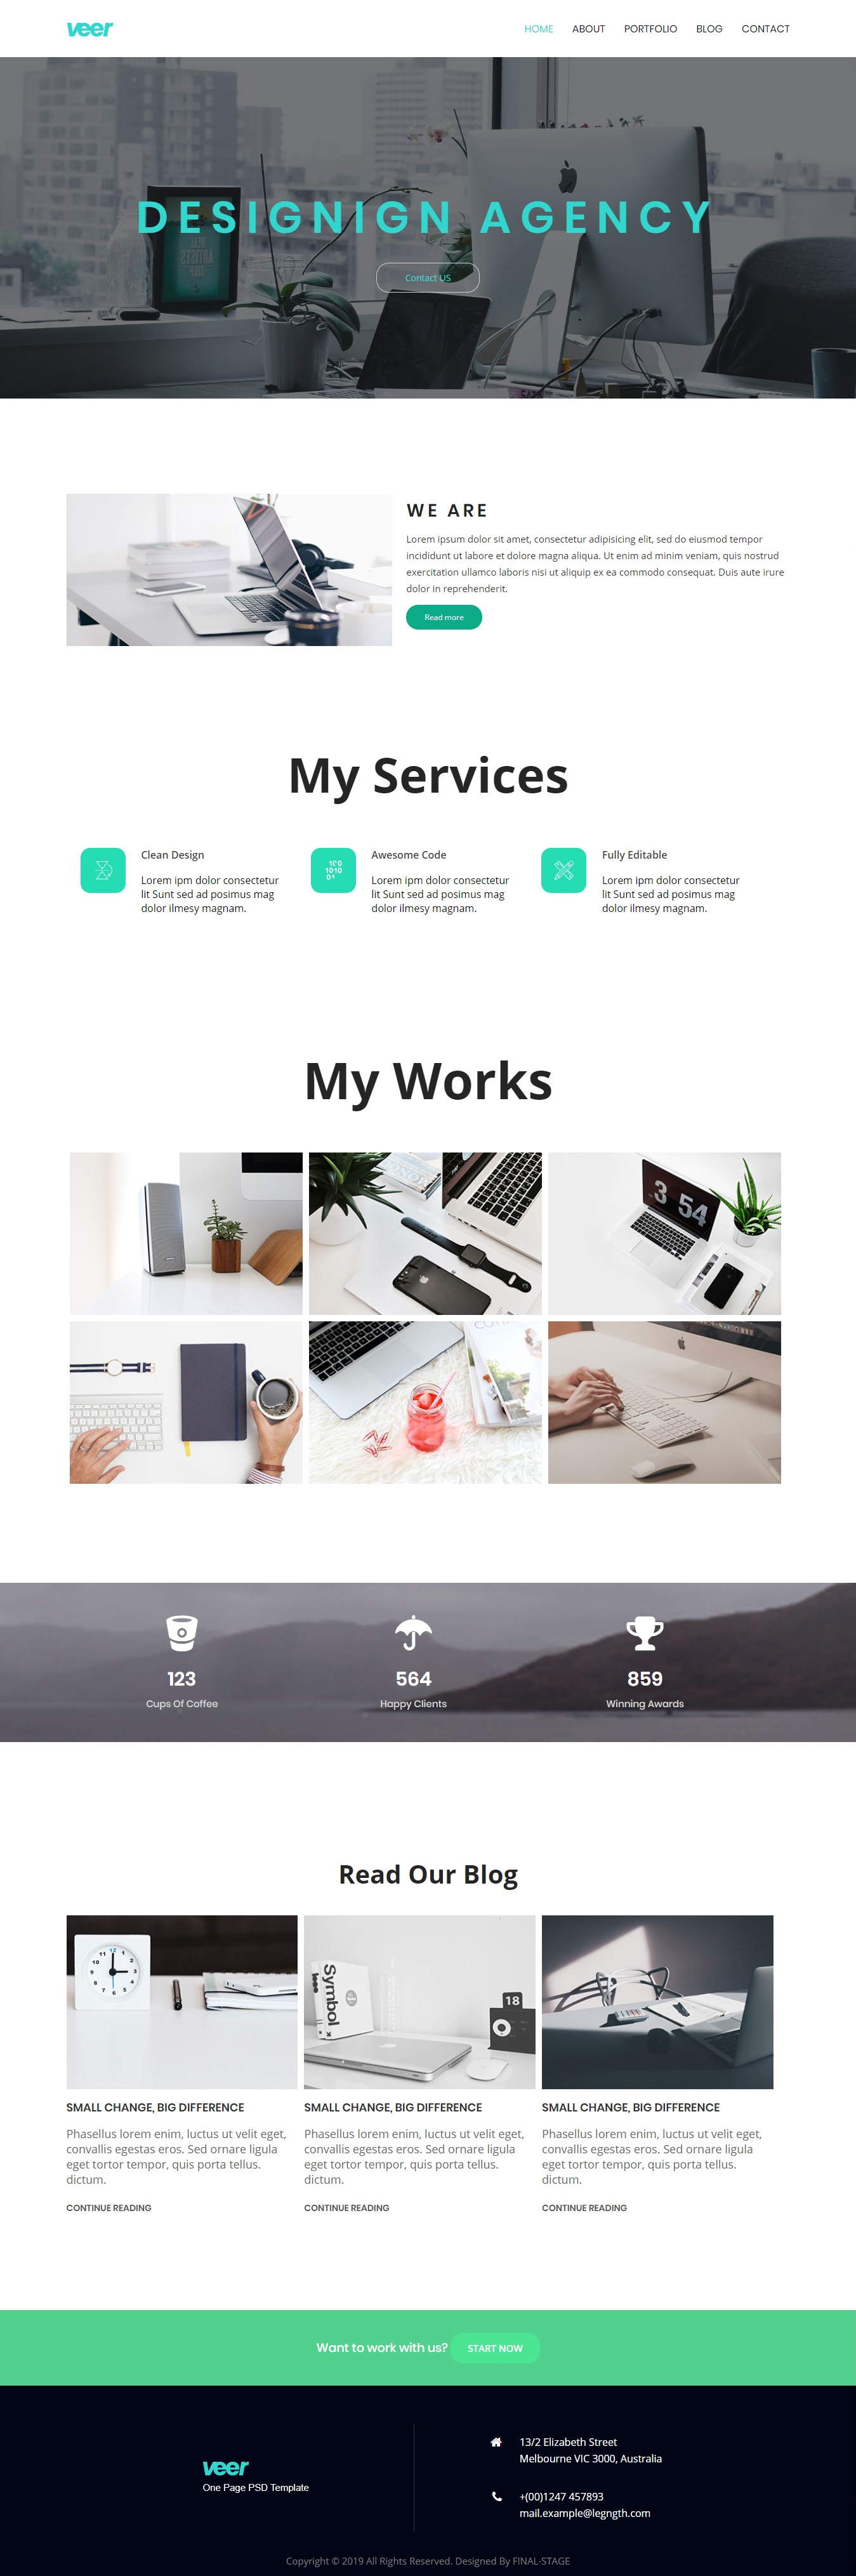 veer
HOME ABOUT PORTFOLIO BLOG CONTACT
DESIGNIGN AGENCY
Contact US
WE ARE
Lorem ipsum dolor sit amet, consectetur adipisicing elit, sed do eiusmod tempor
incididunt ut labore et dolore magna aliqua. Ut enim ad minim veniam, quis nostrud
exercitation ullamco laboris nisi ut aliquip ex ea commodo consequat. Duis aute irure
dolor in reprehenderit.
Read more
My Services
Clean Design
Lorem ipm dolor consectetur
lit Sunt sed ad posimus mag
dolor ilmesy magnam.
Awesome Code
Lorem ipm dolor consectetur
lit Sunt sed ad posimus mag
dolor ilmesy magnam.
Fully Editable
Lorem ipm dolor consectetur
lit Sunt sed ad posimus mag
dolor ilmesy magnam.
My Works
3 54
123
Cups Of Coffee
564
Happy Clients
859
Winning Awards
Read Our Blog
Symbol
18
SMALL CHANGE, BIG DIFFERENCE
Phasellus lorem enim, luctus ut velit eget,
convallis egestas eros. Sed ornare ligula
eget tortor tempor, quis porta tellus.
dictum.
CONTINUE READING
SMALL CHANGE, BIG DIFFERENCE
Phasellus lorem enim, luctus ut velit eget,
convallis egestas eros. Sed ornare ligula
eget tortor tempor, quis porta tellus.
dictum.
CONTINUE READING
SMALL CHANGE, BIG DIFFERENCE
Phasellus lorem enim, luctus ut velit eget,
convallis egestas eros. Sed ornare ligula
eget tortor tempor, quis porta tellus.
dictum.
CONTINUE READING
Want to work with us? START NOW
veer
One Page PSD Template
13/2 Elizabeth Street
Melbourne VIC 3000, Australia
+(00)1247 457893
mail.example@legngth.com
Copyright © 2019 All Rights Reserved. Designed By FINAL-STAGE